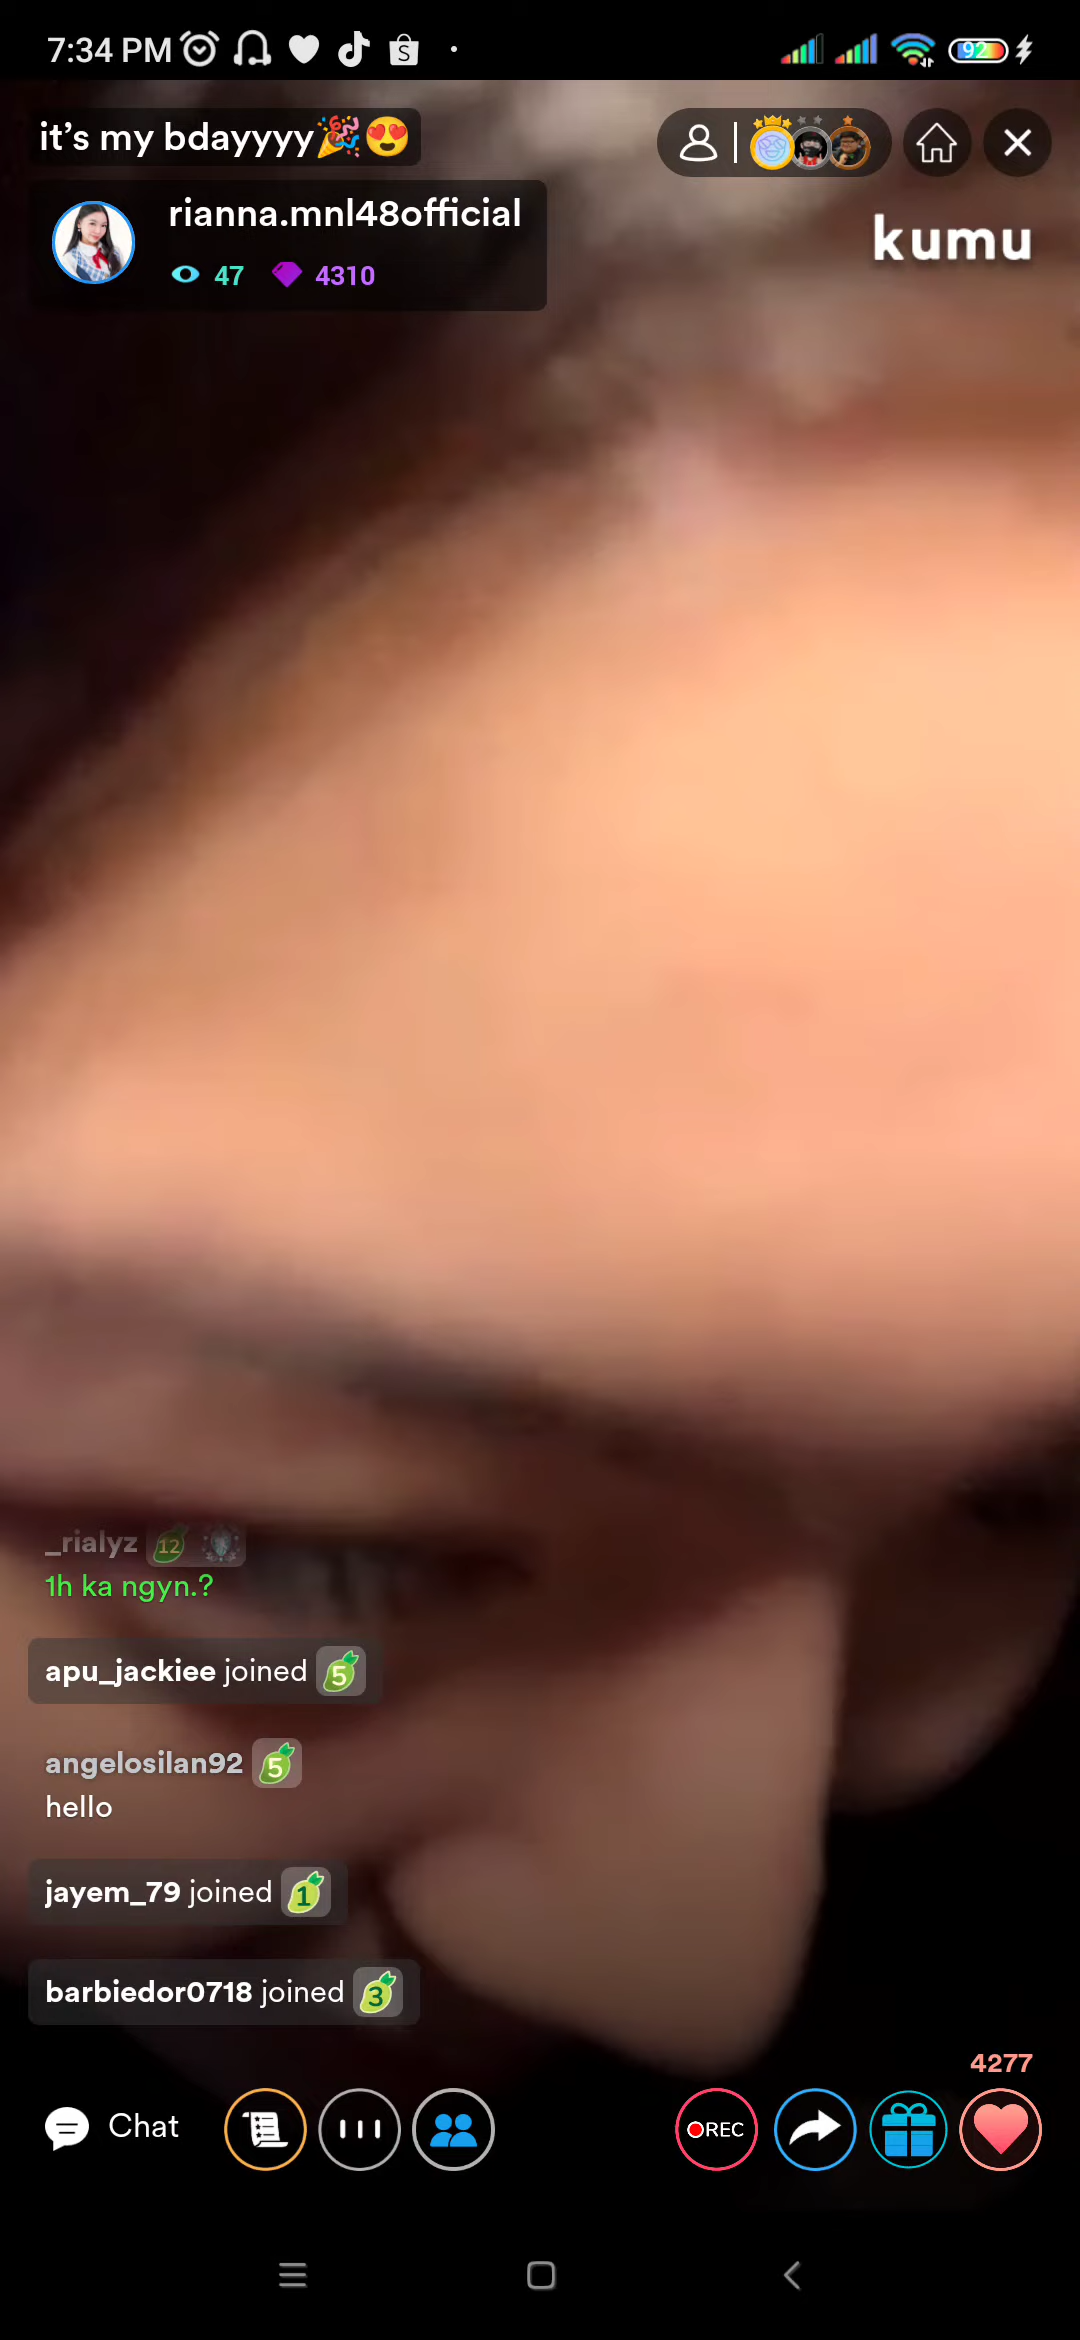 7:34 PM
92
it's my bdayyyy🎉😍
rianna.mnl48official
47 4310
kumu
_rialyz 12
1h ka ngyn.?
apu_jackiee joined 5
angelosilan92 5
hello
jayem_79 joined 1
barbiedor0718 joined 3
4277
Chat
REC